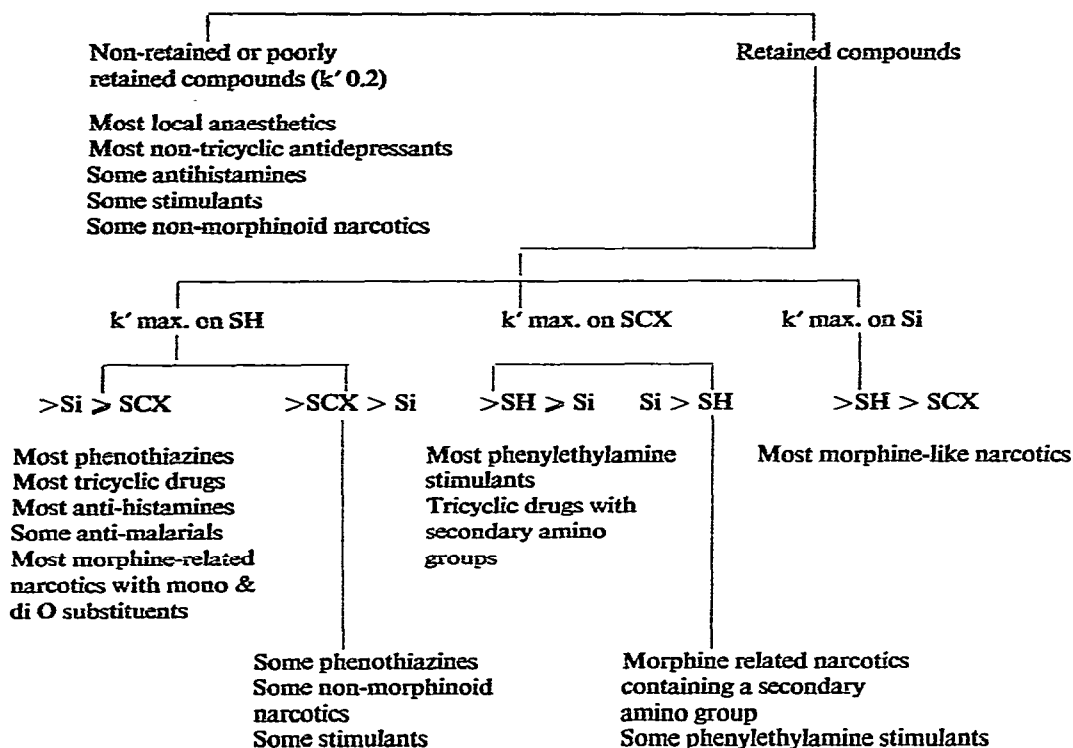 Non-retained or poorly
retained compounds (k′ 0.2)
Retained compounds
Most local anaesthetics
Most non-tricyclic antidepressants
Some antihistamines
Some stimulants
Some non-morphinoid narcotics
k′ max. on SH
k′ max. on SCX
k′ max. on Si
>Si ⩾ SCX
>SCX > Si
>SH ⩾ Si
Si > SH
>SH > SCX
Most phenothiazines
Most tricyclic drugs
Most anti-histamines
Some anti-malarials
Most morphine-related
narcotics with mono &
di O substituents
Most phenylethylamine
stimulants
Tricyclic drugs with
secondary amino
groups
Most morphine-like narcotics
Some phenothiazines
Some non-morphinoid
narcotics
Some stimulants
Morphine related narcotics
containing a secondary
amino group
Some phenylethylamine stimulants